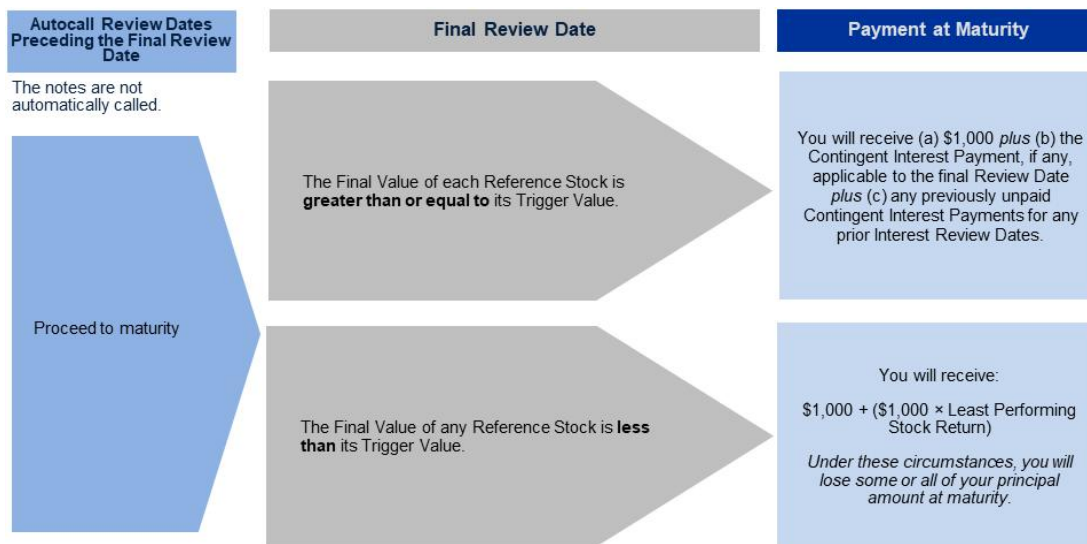 Autocall Review Dates
Preceding the Final Review
Date
Final Review Date
Payment at Maturity
The notes are not
automatically called.
Proceed to maturity
The Final Value of each Reference Stock is
greater than or equal to its Trigger Value.
You will receive (a) $1,000 plus (b) the
Contingent Interest Payment, if any,
applicable to the final Review Date
plus (c) any previously unpaid
Contingent Interest Payments for any
prior Interest Review Dates.
The Final Value of any Reference Stock is less
than its Trigger Value.
You will receive:
$1,000 + ($1,000 × Least Performing
Stock Return)
Under these circumstances, you will
lose some or all of your principal
amount at maturity.